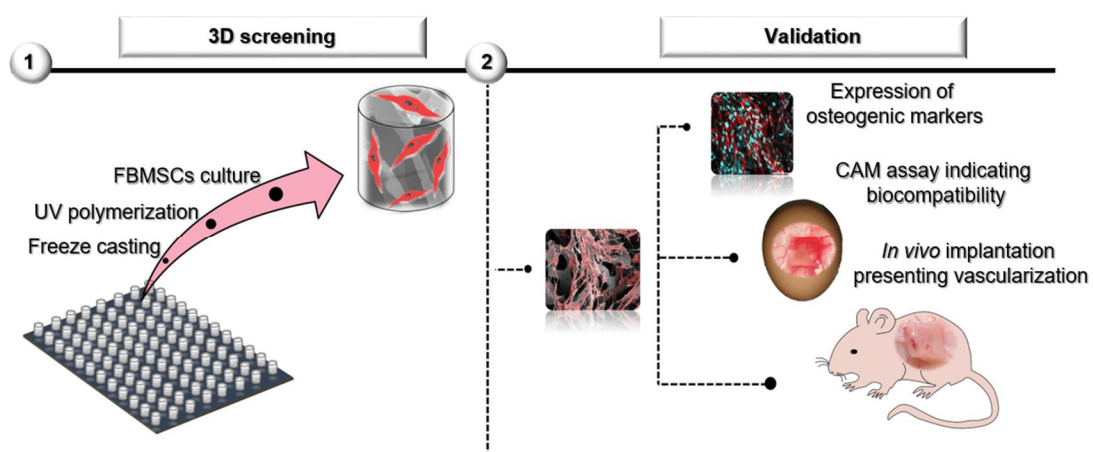 1
3D screening
2
Validation
FBMSCs culture
UV polymerization
Freeze casting
Expression of
osteogenic markers
CAM assay indicating
biocompatibility
In vivo implantation
presenting vascularization